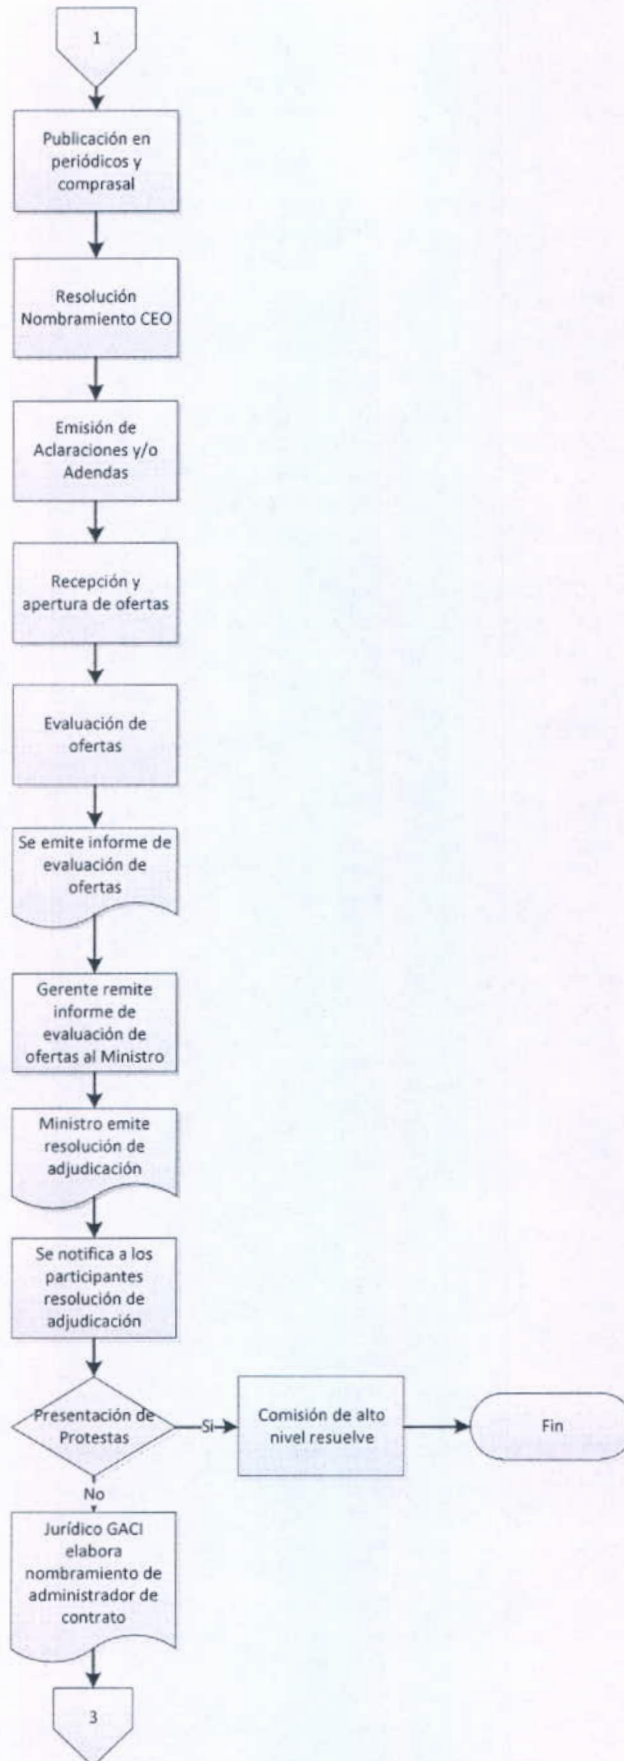 1
Publicación en
periódicos y
comprasal
Resolución
Nombramiento CEO
Emisión de
Aclaraciones y/o
Adendas
Recepción y
apertura de ofertas
Evaluación de
ofertas
Se emite informe de
evaluación de
ofertas
Gerente remite
informe de
evaluación de
ofertas al Ministro
Ministro emite
resolución de
adjudicación
Se notifica a los
participantes
resolución de
adjudicación
Presentación de
Protestas
Si
Comisión de alto
nivel resuelve
Fin
No
Jurídico GACI
elabora
nombramiento de
administrador de
contrato
3